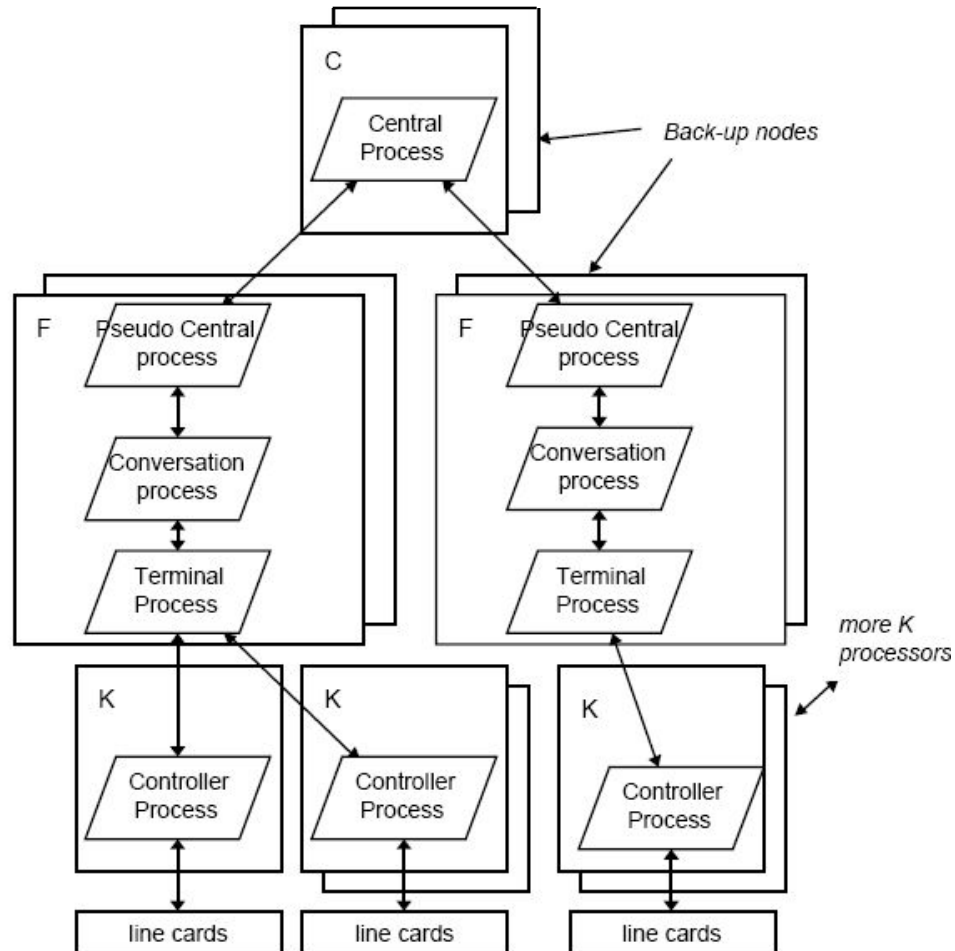 C
Central
Process
Back-up nodes
F
Pseudo Central
process
Conversation
process
Terminal
Process
F
Pseudo Central
process
Conversation
process
Terminal
Process
more K
processors
K
Controller
Process
K
Controller
Process
K
Controller
Process
line cards
line cards
line cards